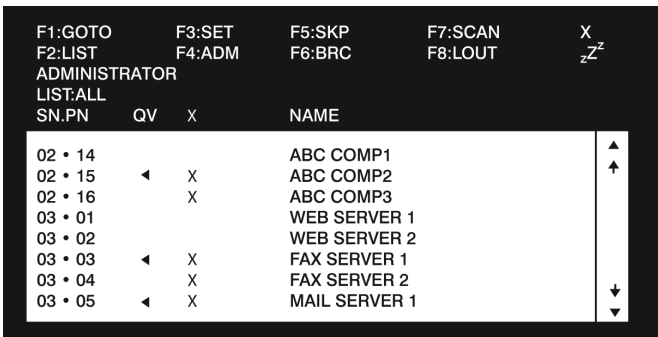 F1:GOTO F3:SET F5:SKP F7:SCAN X
F2:LIST F4:ADM F6:BRC F8:LOUT zZz
ADMINISTRATOR
LIST:ALL
SN.PN QV X NAME
02 • 14 ABC COMP1
02 • 15 ◀ X ABC COMP2
02 • 16 X ABC COMP3
03 • 01 WEB SERVER 1
03 • 02 WEB SERVER 2
03 • 03 ◀ X FAX SERVER 1
03 • 04 X FAX SERVER 2
03 • 05 ◀ X MAIL SERVER 1